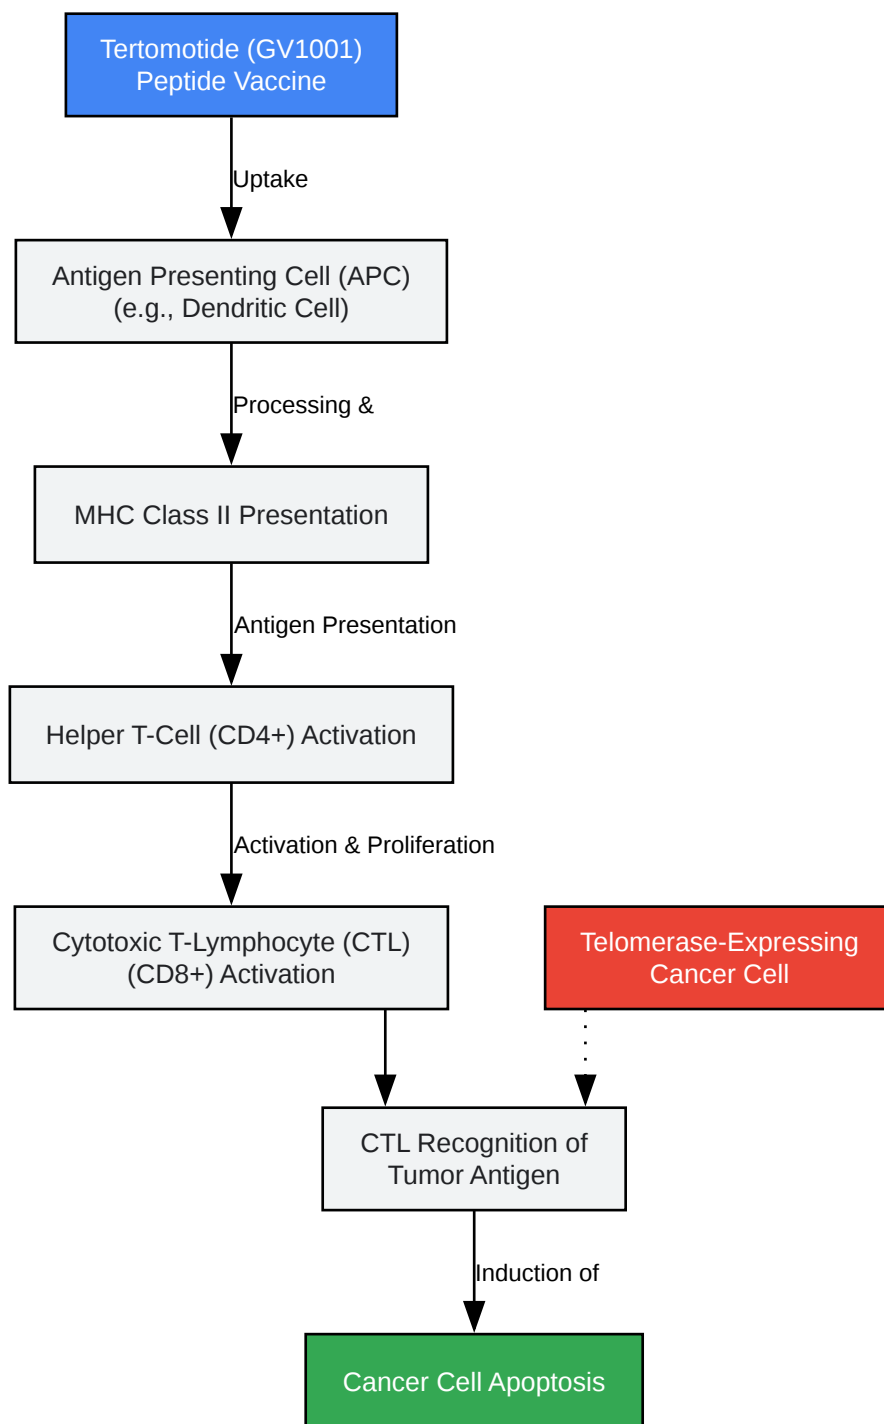 Tertomotide (GV1001)
Peptide Vaccine
Uptake
Antigen Presenting Cell (APC)
(e.g., Dendritic Cell)
Processing &
MHC Class II Presentation
Antigen Presentation
Helper T-Cell (CD4+) Activation
Activation & Proliferation
Cytotoxic T-Lymphocyte (CTL)
(CD8+) Activation
Telomerase-Expressing
Cancer Cell
CTL Recognition of
Tumor Antigen
Induction of
Cancer Cell Apoptosis